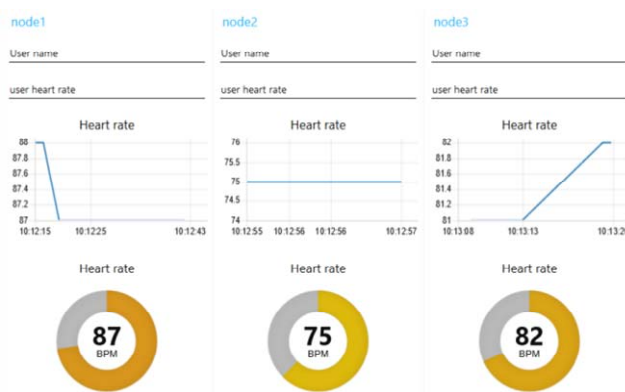 node1
User name
user heart rate
Heart rate
88
87.8
87.6
87.4
87.2
87
10:12:15
10:12:25
10:12:43
Heart rate
87
BPM
node2
User name
user heart rate
Heart rate
76
75.5
75
74.5
74
10:12:55
10:12:56
10:12:56
10:12:57
Heart rate
75
BPM
node3
User name
user heart rate
Heart rate
82
81.8
81.6
81.4
81.2
81
10:13:08
10:13:13
Heart rate
82
BPM